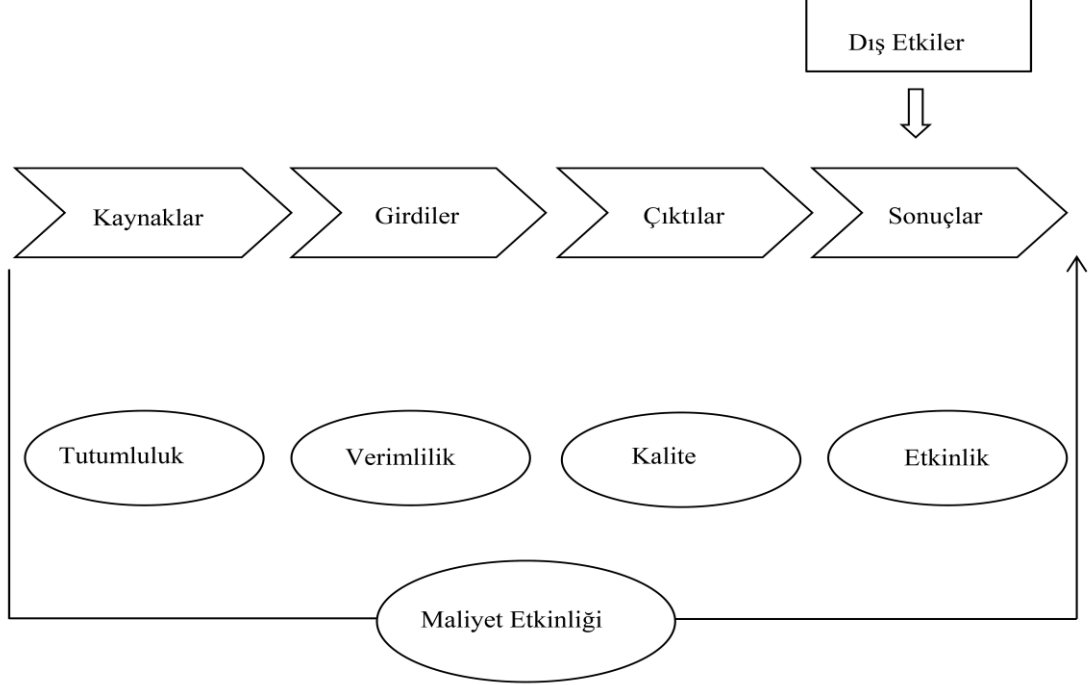 Dış Etkiler
Kaynaklar
Girdiler
Çıktılar
Sonuçlar
Tutumluluk
Verimlilik
Kalite
Etkinlik
Maliyet Etkinliği